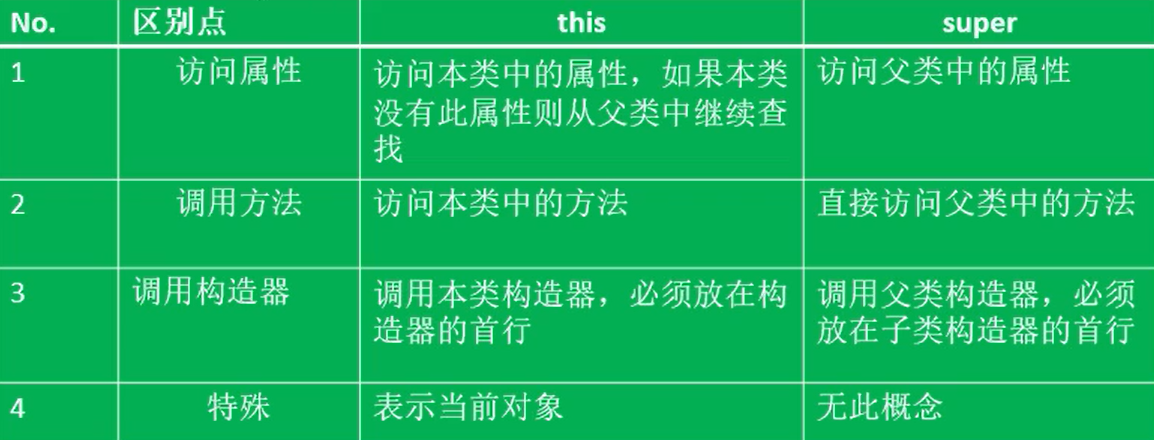 No. 区别点 this super
1 访问属性 访问本类中的属性，如果本类 访问父类中的属性
没有此属性则从父类中继续查
找
2 调用方法 访问本类中的方法 直接访问父类中的方法
3 调用构造器 调用本类构造器，必须放在构 调用父类构造器，必须
造器的首行 放在子类构造器的首行
4 特殊 表示当前对象 无此概念